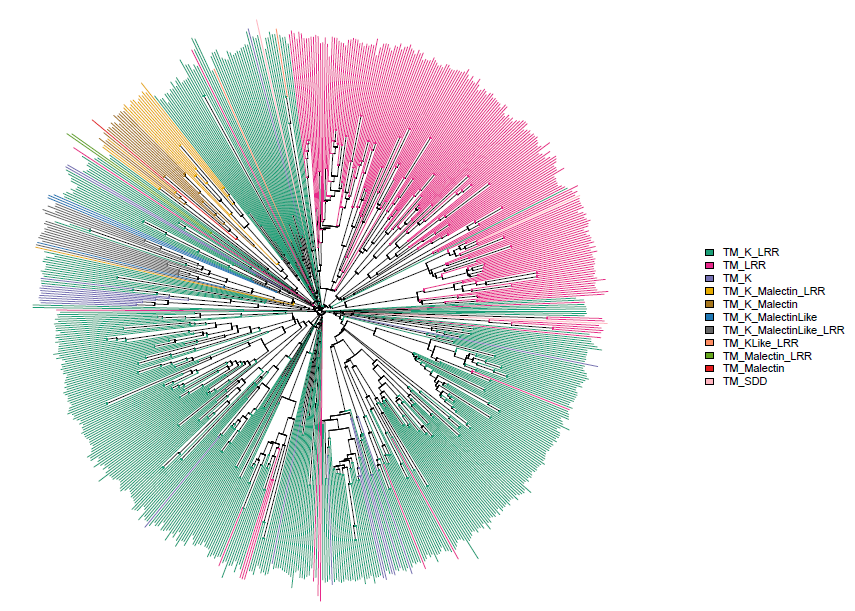 TM_K_LRR
TM_LRR
TM_K
TM_K_Malectin_LRR
TM_K_Malectin
TM_K_MalectinLike
TM_K_MalectinLike_LRR
TM_KLike_LRR
TM_Malectin_LRR
TM_Malectin
TM_SDD